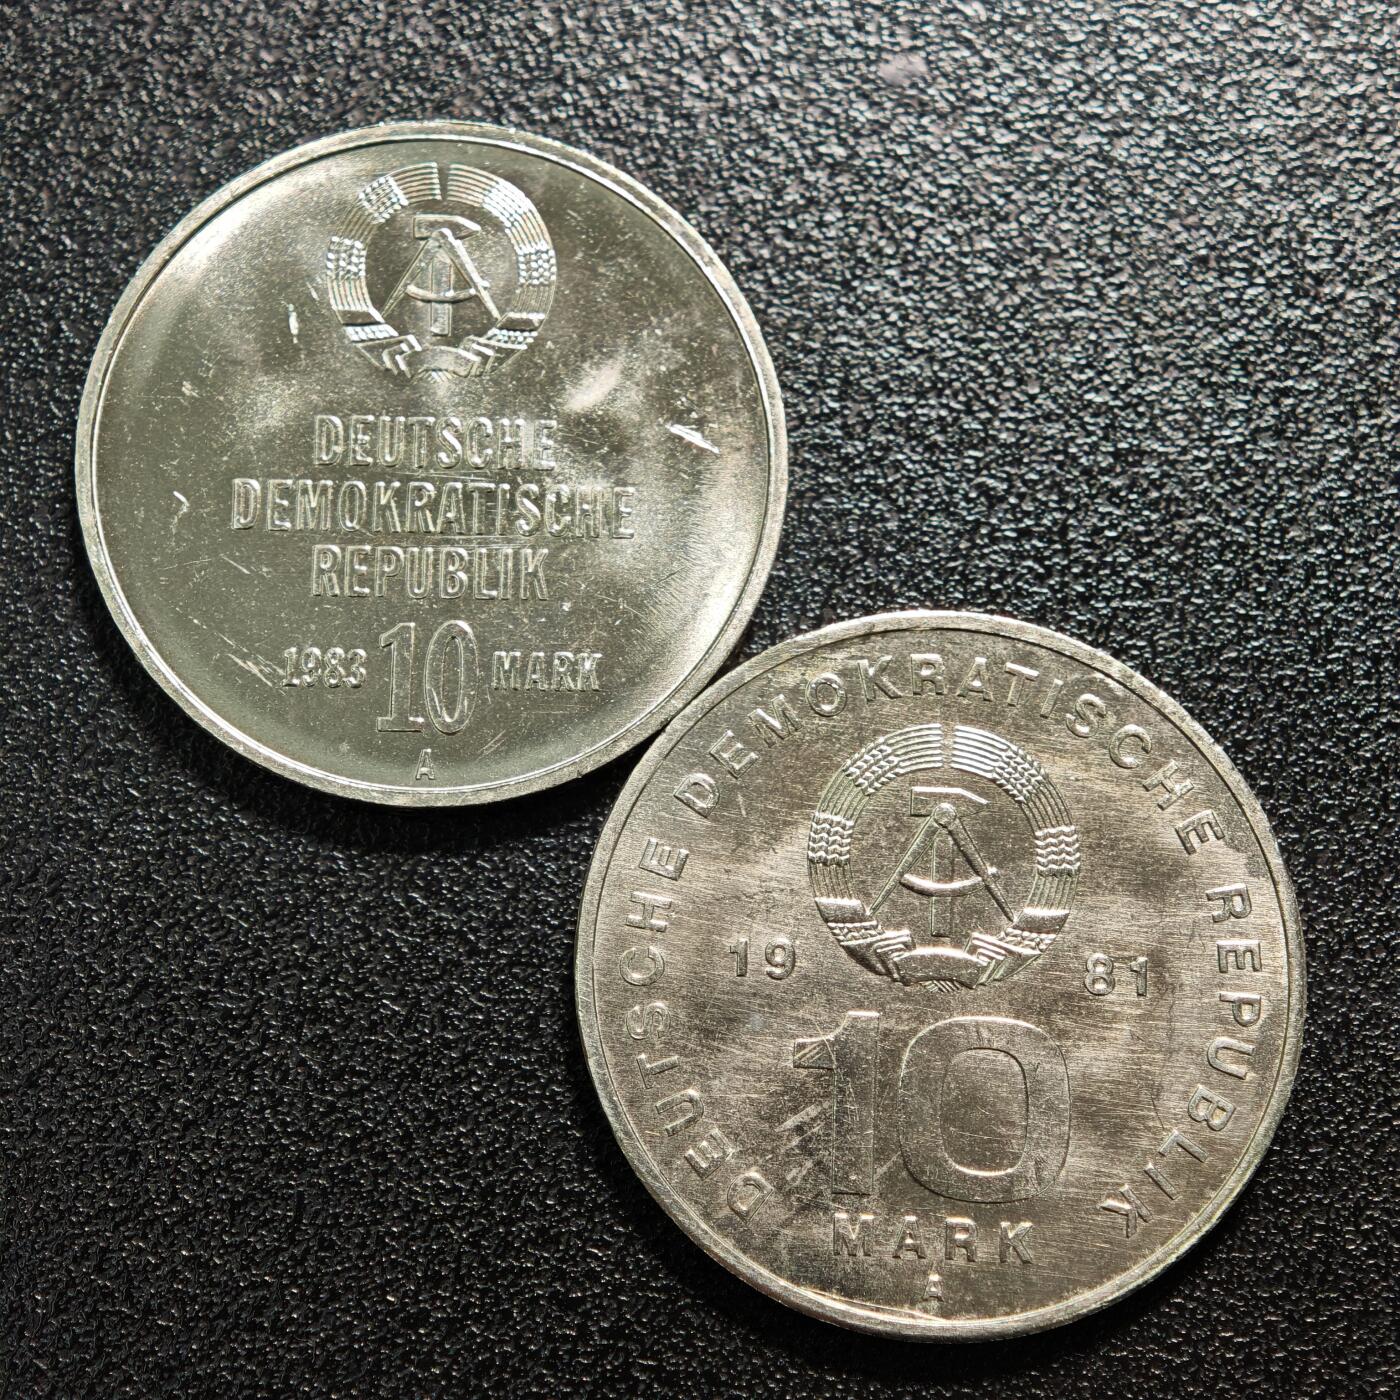 DEUTSCHE
DEMOKRATISCHE
REPUBLIK
1983 10 MARK
A
DEUTSCHE DEMOKRATISCHE REPUBLIK
19 81
10
MARK
A